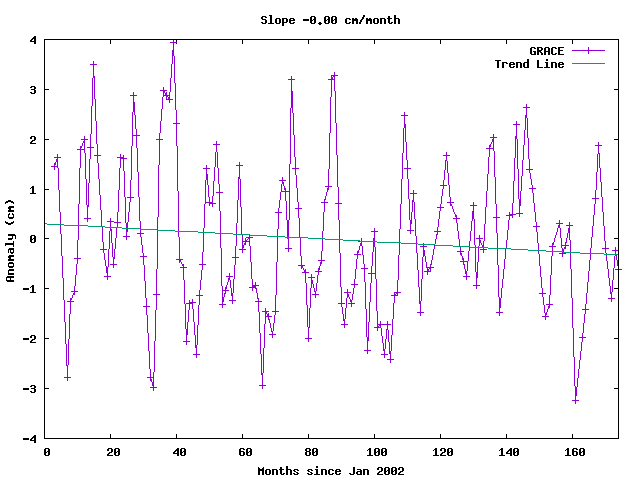 Slope -0.00 cm/month
GRACE
Trend Line
4
3
2
1
0
-1
-2
-3
-4
Anomaly (cm)
0 20 40 60 80 100 120 140 160
Months since Jan 2002